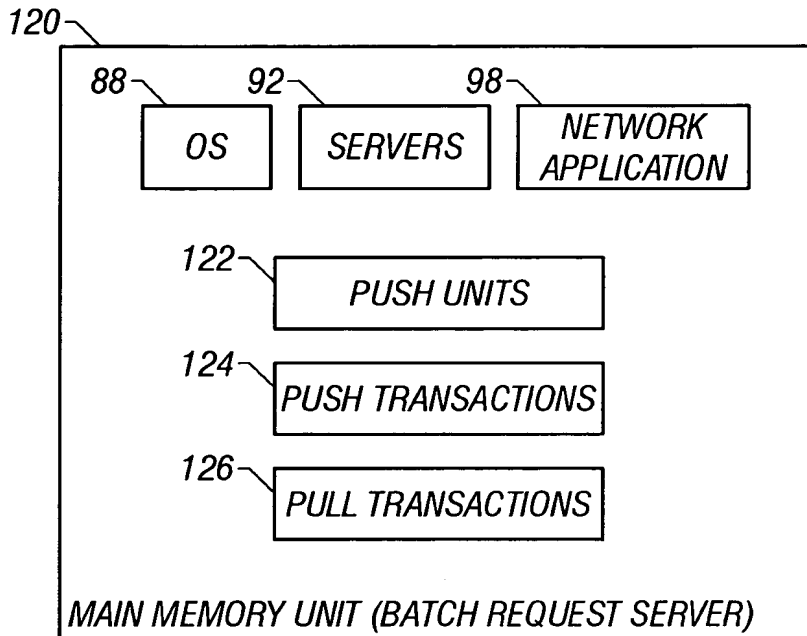 120
88
92
98
OS
SERVERS
NETWORK
APPLICATION
122
PUSH UNITS
124
PUSH TRANSACTIONS
126
PULL TRANSACTIONS
MAIN MEMORY UNIT (BATCH REQUEST SERVER)